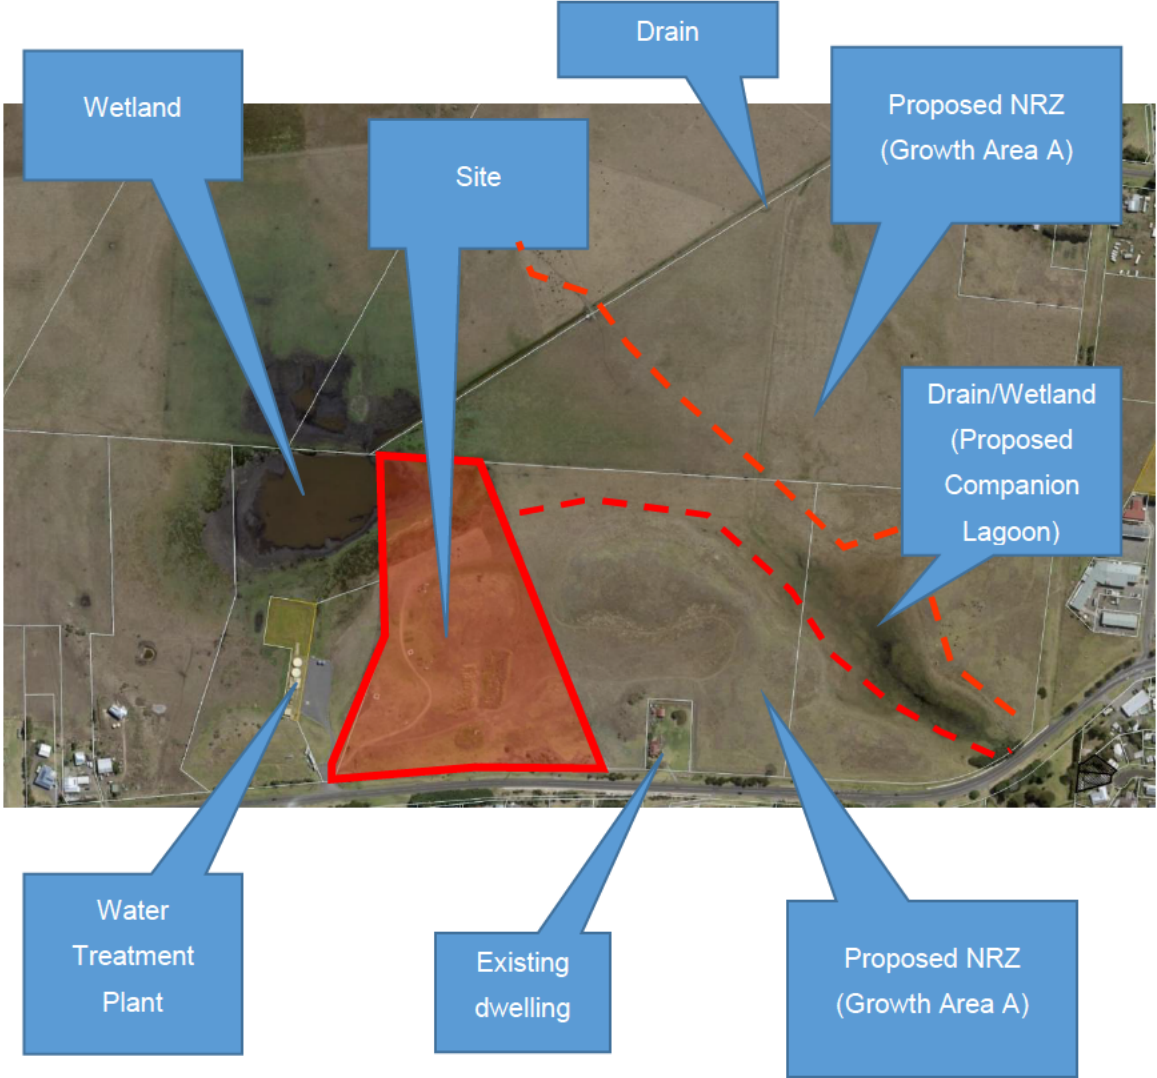 Drain
Wetland
Proposed NRZ
(Growth Area A)
Site
Drain/Wetland
(Proposed
Companion
Lagoon)
Water
Treatment
Plant
Existing
dwelling
Proposed NRZ
(Growth Area A)